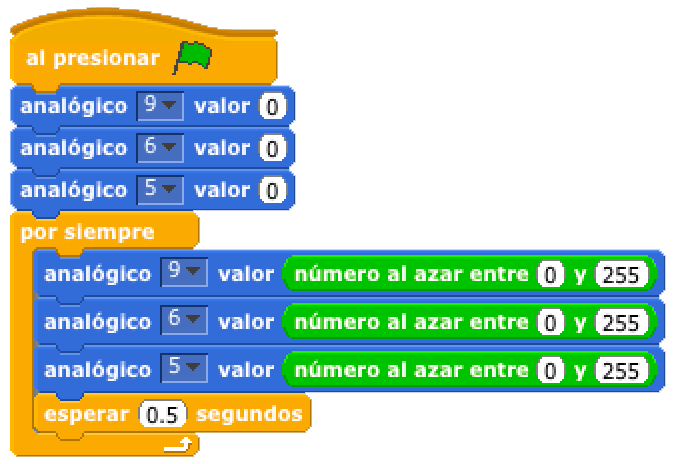 al presionar
analógico 9 valor 0
analógico 6 valor 0
analógico 5 valor 0
por siempre
analógico 9 valor número al azar entre 0 y 255
analógico 6 valor número al azar entre 0 y 255
analógico 5 valor número al azar entre 0 y 255
esperar 0.5 segundos